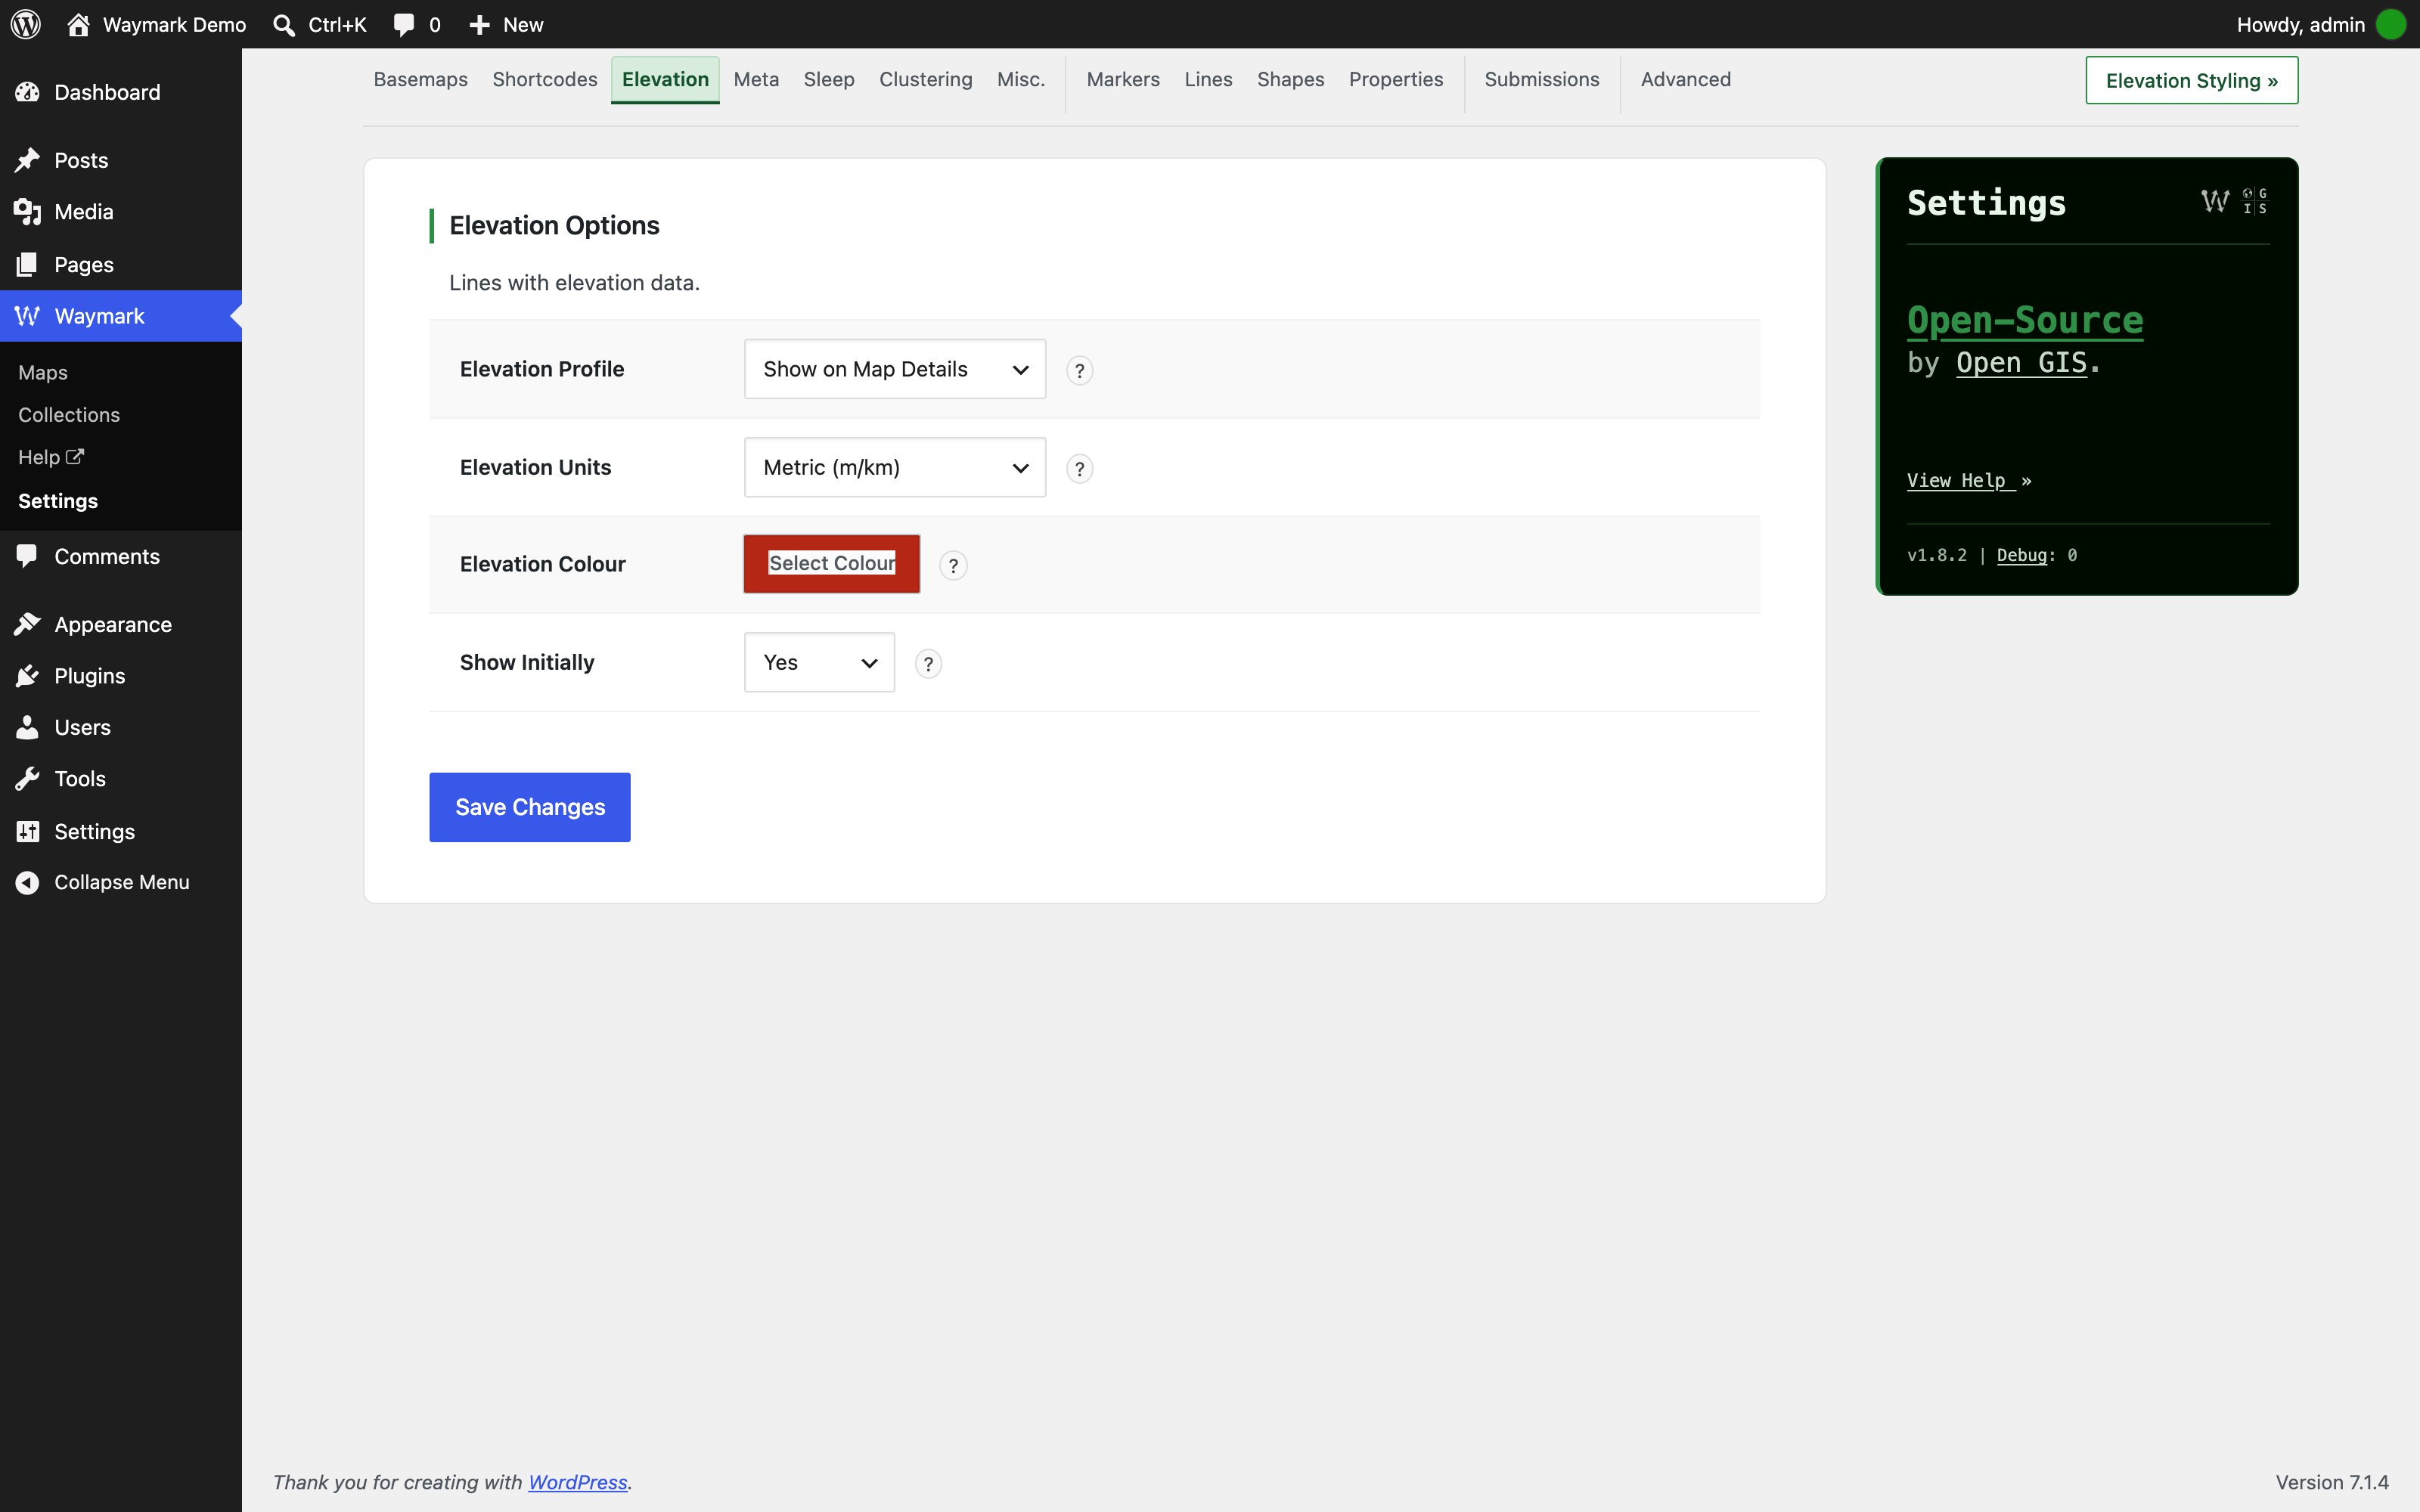 Waymark Demo Ctrl+K 0 New Howdy, admin
Dashboard
Posts
Media
Pages
Waymark
Maps
Collections
Help
Settings
Comments
Appearance
Plugins
Users
Tools
Settings
Collapse Menu
Basemaps Shortcodes Elevation Meta Sleep Clustering Misc. Markers Lines Shapes Properties Submissions Advanced Elevation Styling »
Elevation Options
Lines with elevation data.
Elevation Profile Show on Map Details ?
Elevation Units Metric (m/km) ?
Elevation Colour Select Colour ?
Show Initially Yes ?
Save Changes
Settings
G
I S
Open-Source
by Open GIS.
View Help »
v1.8.2 | Debug: 0
Thank you for creating with WordPress. Version 7.1.4